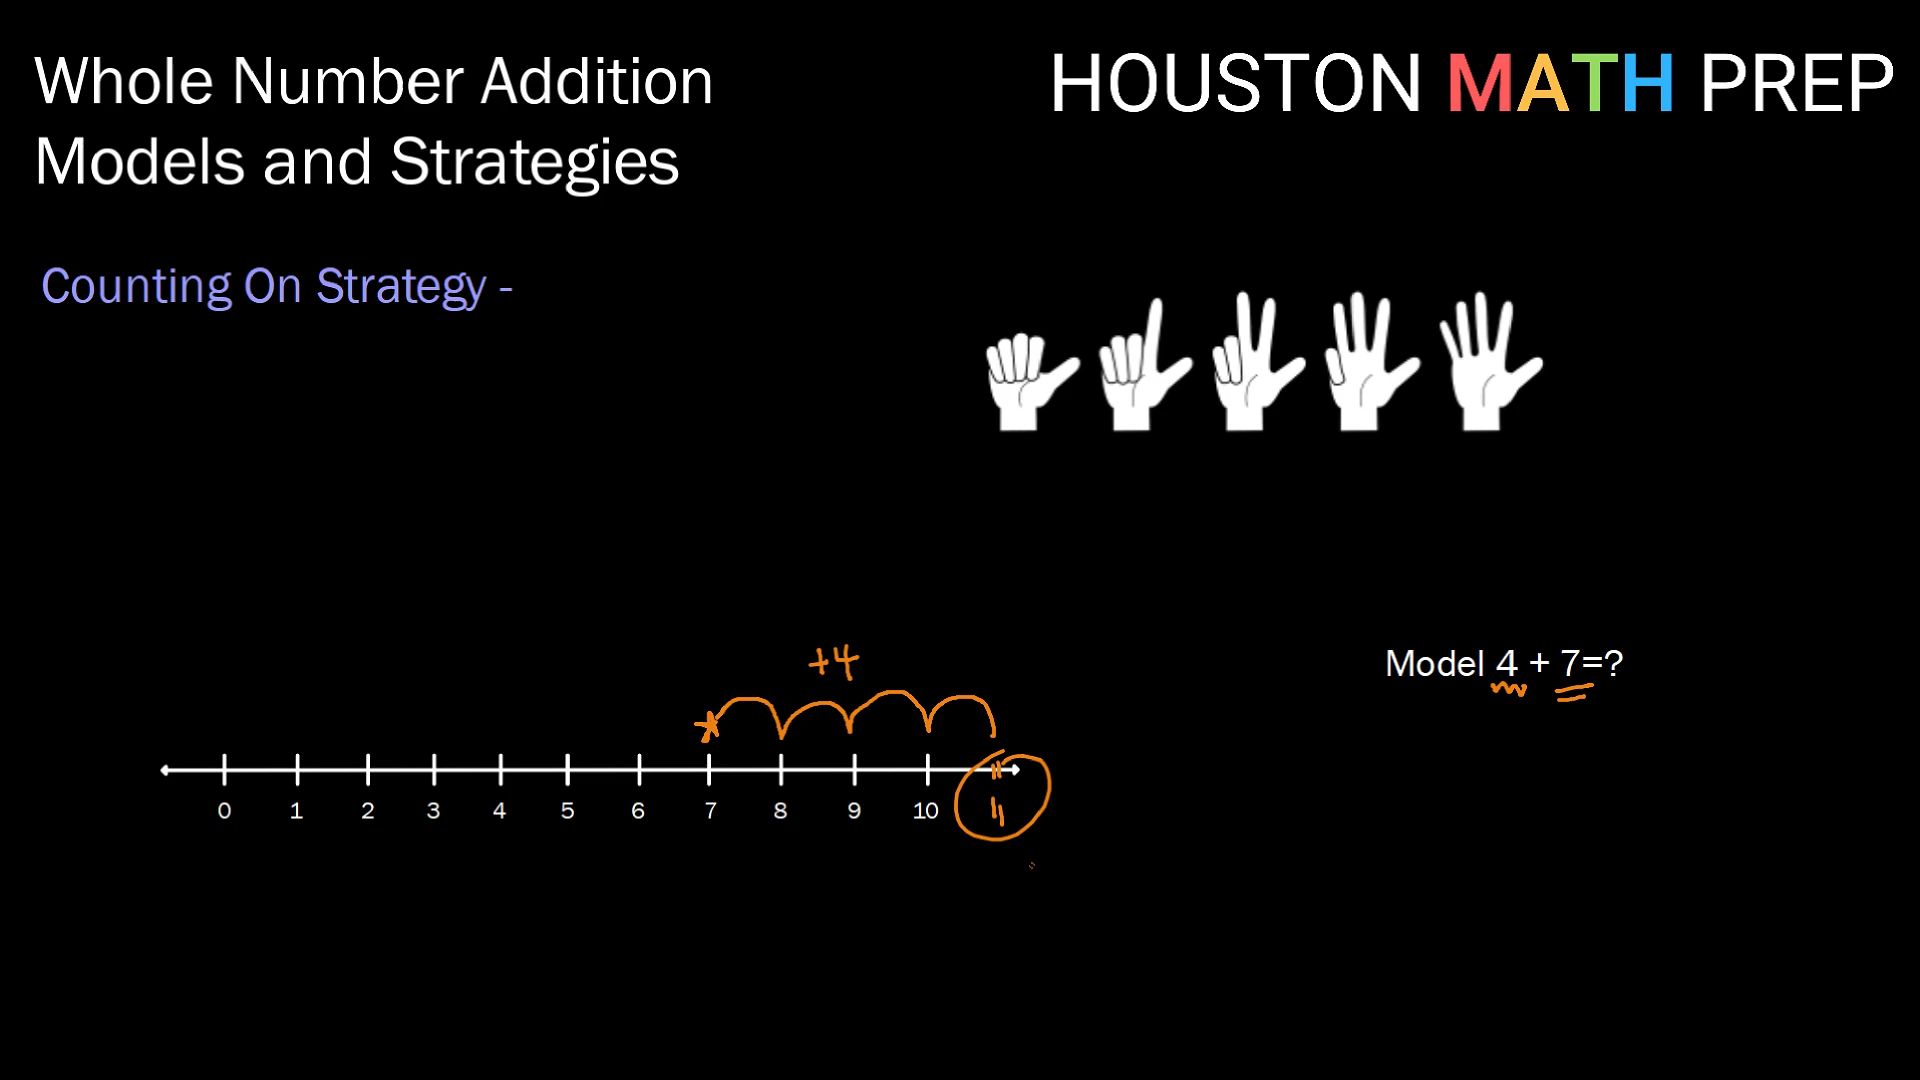 Whole Number Addition
Models and Strategies
HOUSTON MATH PREP
Counting On Strategy -
+4
Model 4 + 7=?
0 1 2 3 4 5 6 7 8 9 10 11